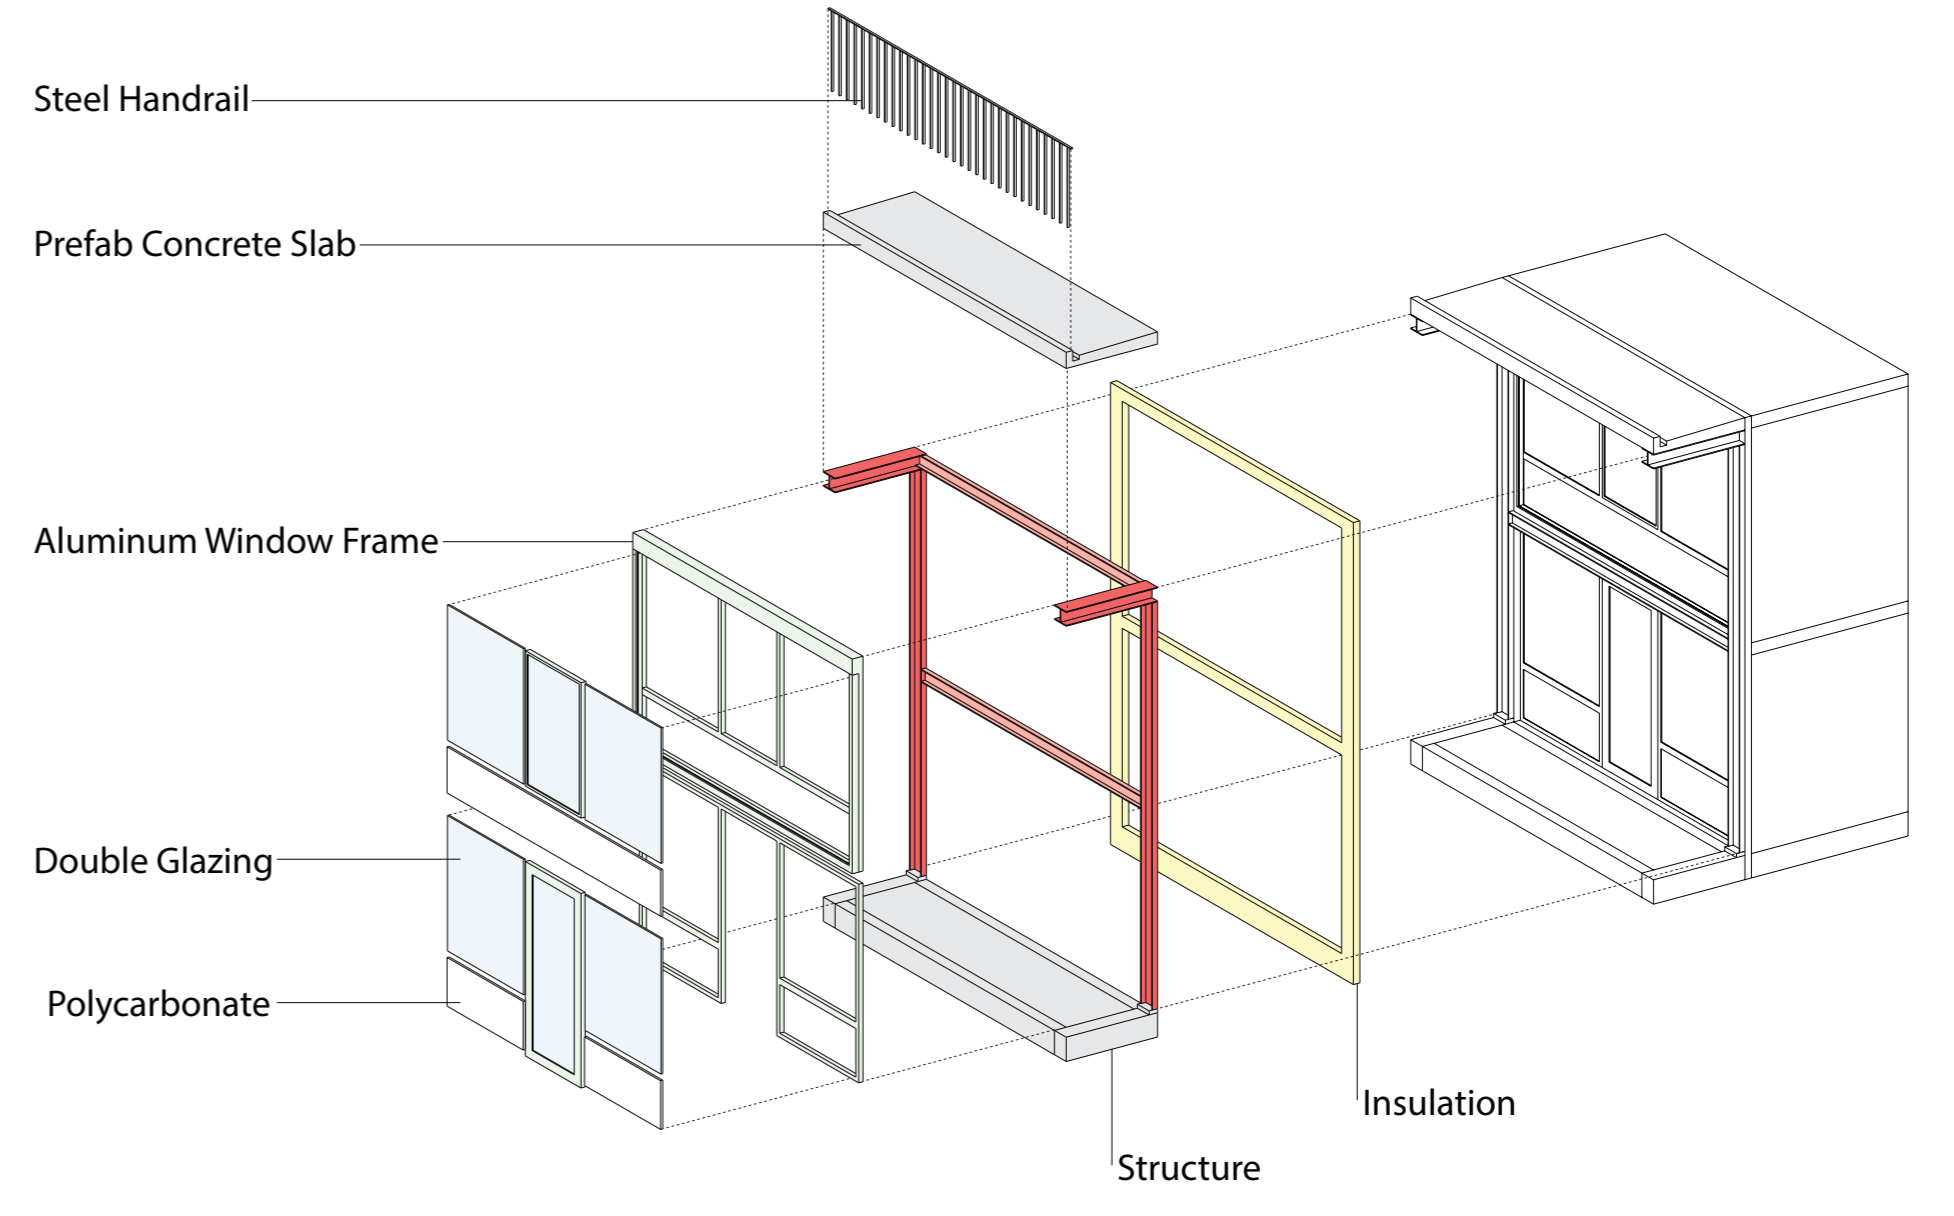 Steel Handrail
Prefab Concrete Slab
Aluminum Window Frame
Double Glazing
Polycarbonate
Insulation
Structure